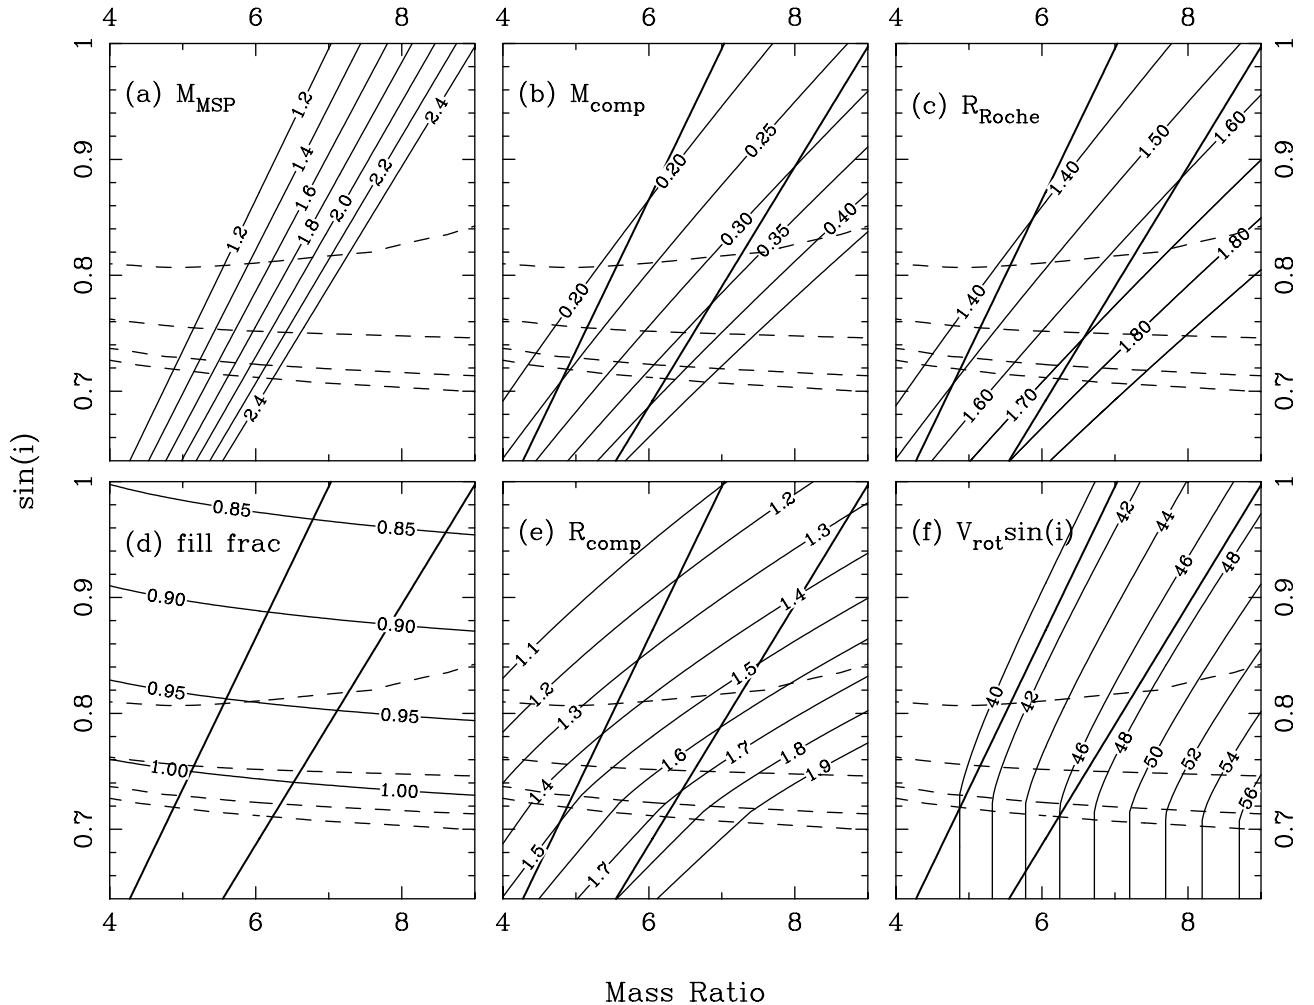 4 6 8 4 6 8 4 6 8
1 1
(a) M_MSP (b) M_comp (c) R_Roche
1.2 2.4 0.20 0.25 1.40 1.50 1.60
0.9 0.9
1.4 2.2
1.6 2.0
1.2 1.8 0.30 0.35 0.40 1.80
0.8 0.8
0.20 1.40
1.80
0.7 0.7
2.4 1.60 1.70
sin(i)
1 1
0.85 0.85 1.2 42 44
(d) fill frac (e) R_comp 1.3 (f) V_rot sin(i)
46 48
0.9 0.9
0.90 0.90 1.4
1.1
1.5
0.95 0.95 1.2 1.3 40 42
0.8 0.8
1.00 1.00 1.6 1.7 1.8 1.9 46 48 50 52 54
1.4 56
0.7 0.7
1.5 1.7
4 6 8 4 6 8 6 8
Mass Ratio